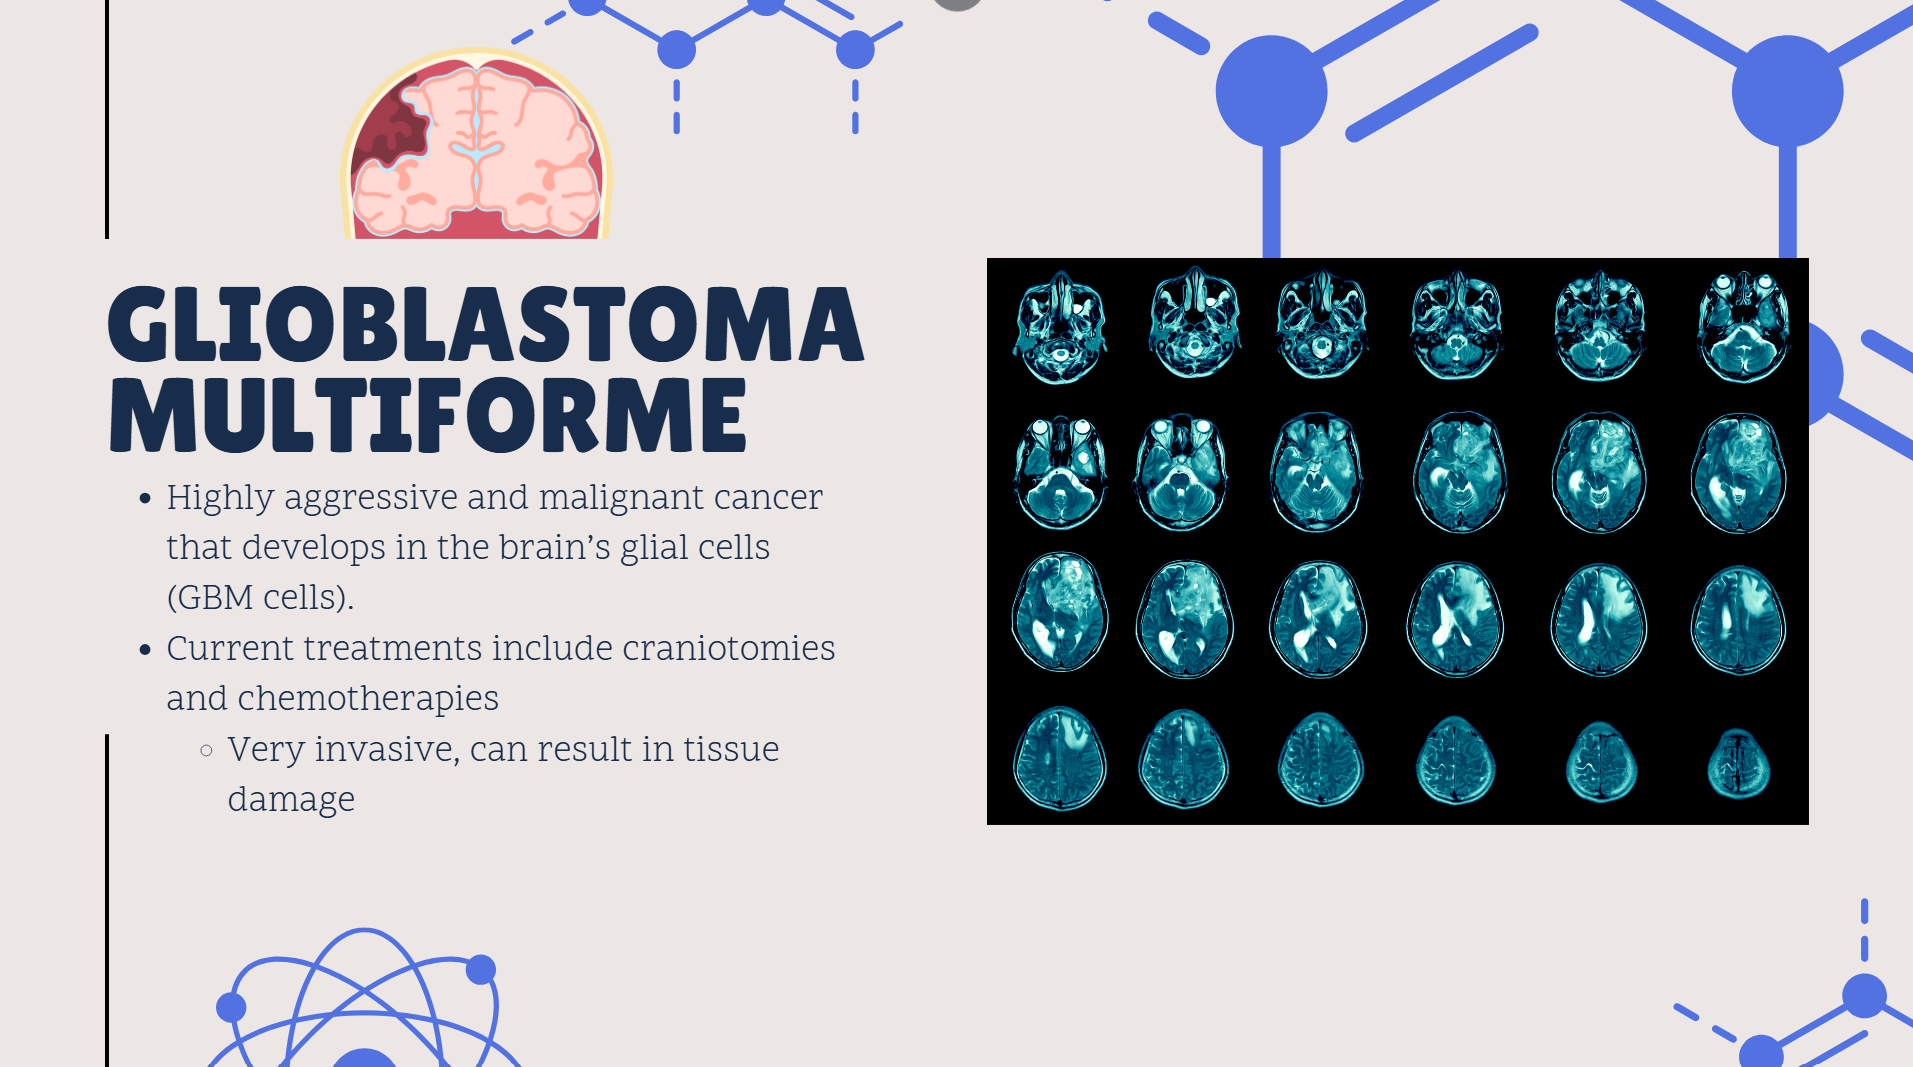 GLIOBLASTOMA
MULTIFORME
• Highly aggressive and malignant cancer
that develops in the brain’s glial cells
(GBM cells).
• Current treatments include craniotomies
and chemotherapies
◦ Very invasive, can result in tissue
damage